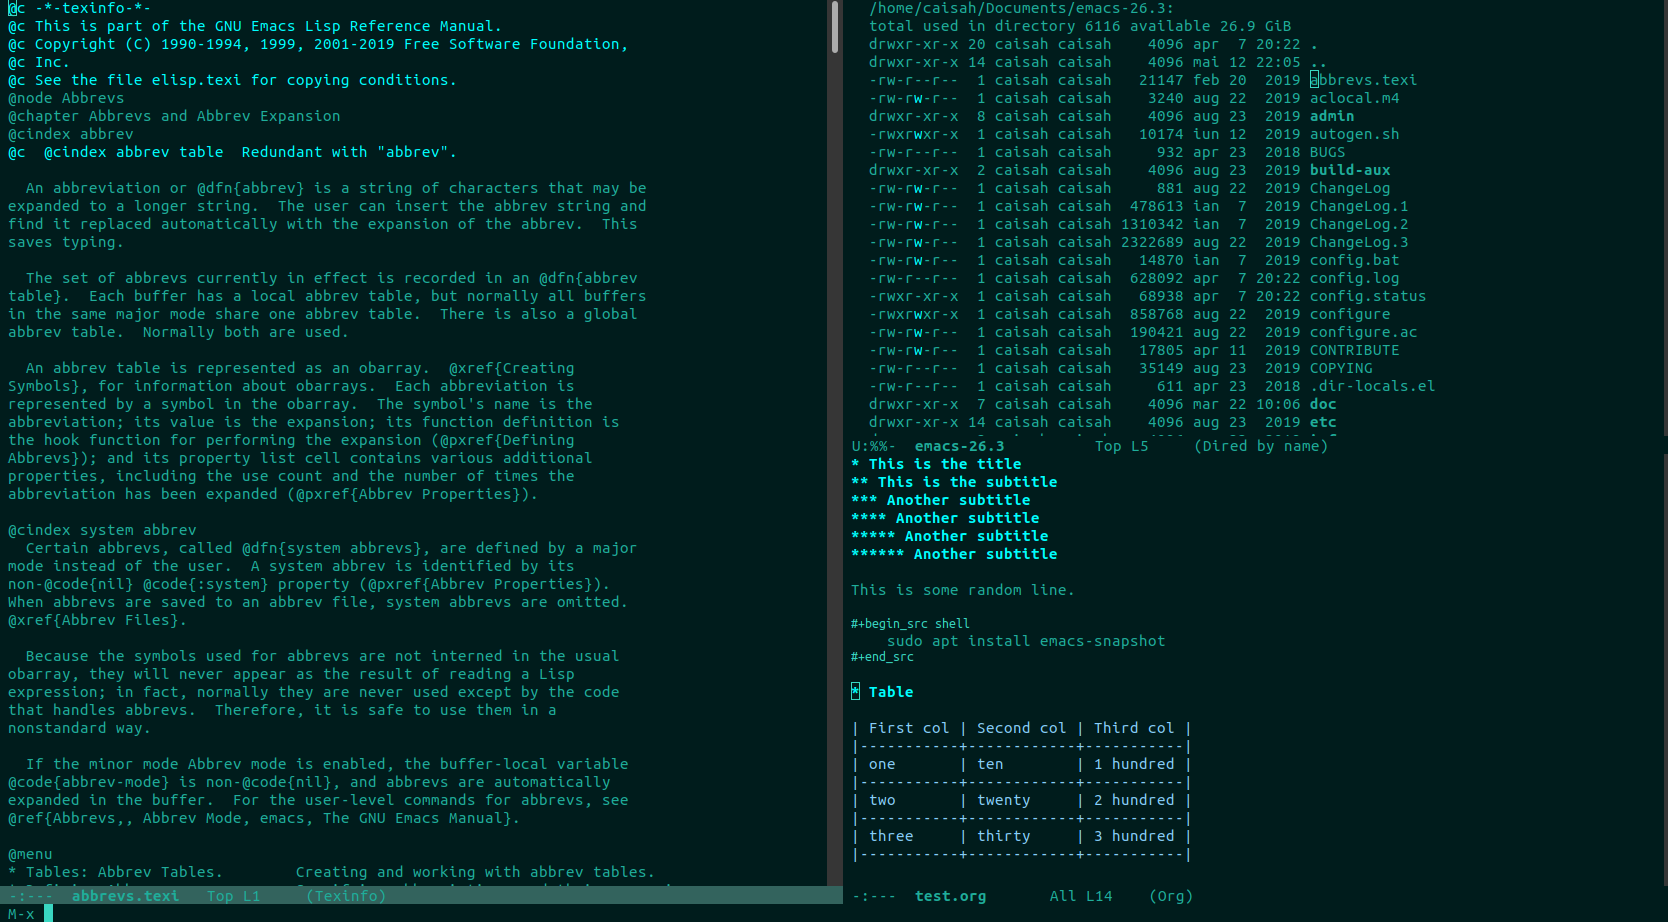 @c -*-texinfo-*-
@c This is part of the GNU Emacs Lisp Reference Manual.
@c Copyright (C) 1990-1994, 1999, 2001-2019 Free Software Foundation,
@c Inc.
@c See the file elisp.texi for copying conditions.
@node Abbrevs
@chapter Abbrevs and Abbrev Expansion
@cindex abbrev
@c  @cindex abbrev table  Redundant with "abbrev".

  An abbreviation or @dfn{abbrev} is a string of characters that may be
expanded to a longer string.  The user can insert the abbrev string and
find it replaced automatically with the expansion of the abbrev.  This
saves typing.

  The set of abbrevs currently in effect is recorded in an @dfn{abbrev
table}.  Each buffer has a local abbrev table, but normally all buffers
in the same major mode share one abbrev table.  There is also a global
abbrev table.  Normally both are used.

  An abbrev table is represented as an obarray.  @xref{Creating
Symbols}, for information about obarrays.  Each abbreviation is
represented by a symbol in the obarray.  The symbol's name is the
abbreviation; its value is the expansion; its function definition is
the hook function for performing the expansion (@pxref{Defining
Abbrevs}); and its property list cell contains various additional
properties, including the use count and the number of times the
abbreviation has been expanded (@pxref{Abbrev Properties}).

@cindex system abbrev
  Certain abbrevs, called @dfn{system abbrevs}, are defined by a major
mode instead of the user.  A system abbrev is identified by its
non-@code{nil} @code{:system} property (@pxref{Abbrev Properties}).
When abbrevs are saved to an abbrev file, system abbrevs are omitted.
@xref{Abbrev Files}.

  Because the symbols used for abbrevs are not interned in the usual
obarray, they will never appear as the result of reading a Lisp
expression; in fact, normally they are never used except by the code
that handles abbrevs.  Therefore, it is safe to use them in a
nonstandard way.

  If the minor mode Abbrev mode is enabled, the buffer-local variable
@code{abbrev-mode} is non-@code{nil}, and abbrevs are automatically
expanded in the buffer.  For the user-level commands for abbrevs, see
@ref{Abbrevs,, Abbrev Mode, emacs, The GNU Emacs Manual}.

@menu
* Tables: Abbrev Tables.        Creating and working with abbrev tables.
-:---  abbrevs.texi   Top L1     (Texinfo)
M-x
/home/caisah/Documents/emacs-26.3:
total used in directory 6116 available 26.9 GiB
drwxr-xr-x 20 caisah caisah    4096 apr  7 20:22 .
drwxr-xr-x 14 caisah caisah    4096 mai 12 22:05 ..
-rw-r--r--  1 caisah caisah   21147 feb 20  2019 abbrevs.texi
-rw-rw-r--  1 caisah caisah    3240 aug 22  2019 aclocal.m4
drwxr-xr-x  8 caisah caisah    4096 aug 23  2019 admin
-rwxrwxr-x  1 caisah caisah   10174 iun 12  2019 autogen.sh
-rw-r--r--  1 caisah caisah     932 apr 23  2018 BUGS
drwxr-xr-x  2 caisah caisah    4096 aug 23  2019 build-aux
-rw-rw-r--  1 caisah caisah     881 aug 22  2019 ChangeLog
-rw-rw-r--  1 caisah caisah  478613 ian  7  2019 ChangeLog.1
-rw-rw-r--  1 caisah caisah 1310342 ian  7  2019 ChangeLog.2
-rw-rw-r--  1 caisah caisah 2322689 aug 22  2019 ChangeLog.3
-rw-rw-r--  1 caisah caisah   14870 ian  7  2019 config.bat
-rw-r--r--  1 caisah caisah  628092 apr  7 20:22 config.log
-rwxr-xr-x  1 caisah caisah   68938 apr  7 20:22 config.status
-rwxrwxr-x  1 caisah caisah  858768 aug 22  2019 configure
-rw-rw-r--  1 caisah caisah  190421 aug 22  2019 configure.ac
-rw-rw-r--  1 caisah caisah   17805 apr 11  2019 CONTRIBUTE
-rw-r--r--  1 caisah caisah   35149 aug 23  2019 COPYING
-rw-r--r--  1 caisah caisah     611 apr 23  2018 .dir-locals.el
drwxr-xr-x  7 caisah caisah    4096 mar 22 10:06 doc
drwxr-xr-x 14 caisah caisah    4096 aug 23  2019 etc
U:%%-  emacs-26.3          Top L5     (Dired by name)
* This is the title
** This is the subtitle
*** Another subtitle
**** Another subtitle
***** Another subtitle
****** Another subtitle

This is some random line.

#+begin_src shell
    sudo apt install emacs-snapshot
#+end_src

* Table

| First col | Second col | Third col |
|-----------+------------+-----------|
| one       | ten        | 1 hundred |
|-----------+------------+-----------|
| two       | twenty     | 2 hundred |
|-----------+------------+-----------|
| three     | thirty     | 3 hundred |
|-----------+------------+-----------|
-:---  test.org       All L14    (Org)